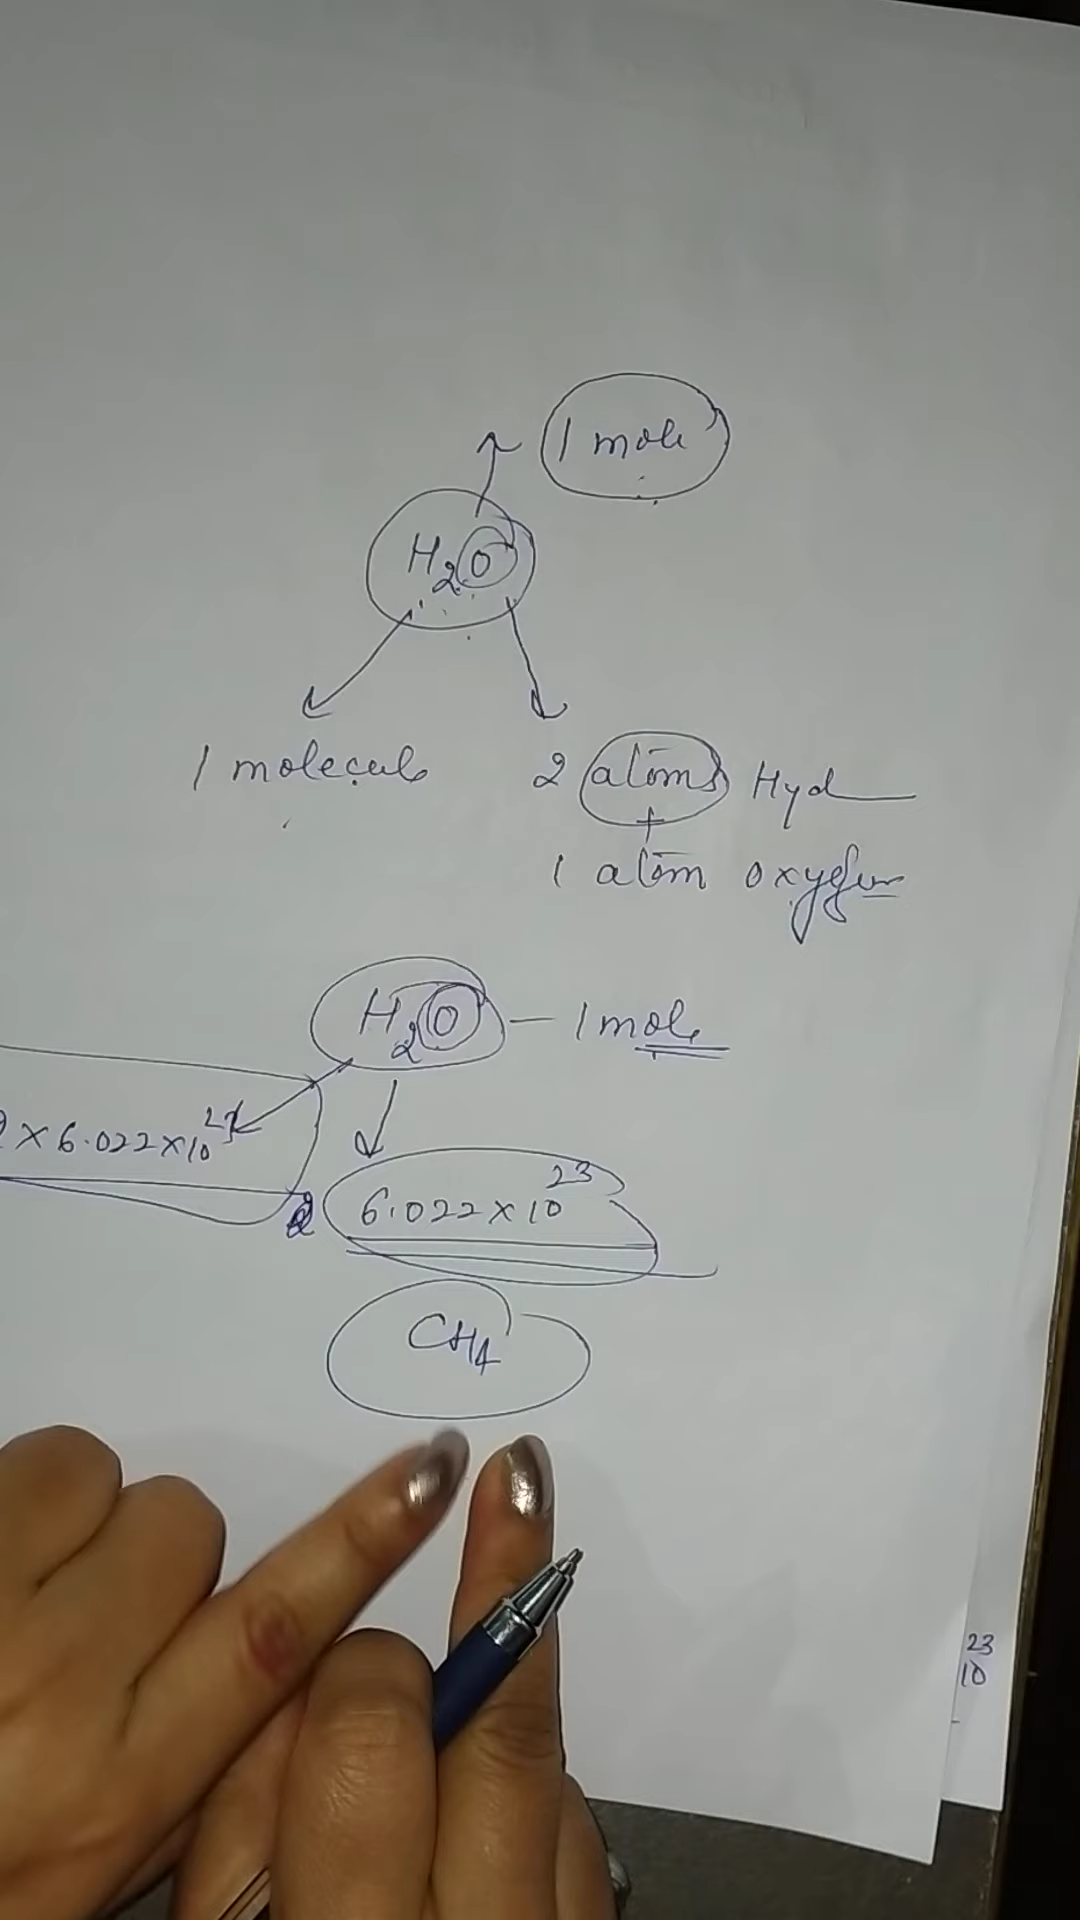 1 mole
H2O
1 molecule
2 atoms Hyd
+
1 atom oxygen
H2O — 1 mole
2 × 6.022 × 10 23
6.022 × 10 23
CH4
23
10